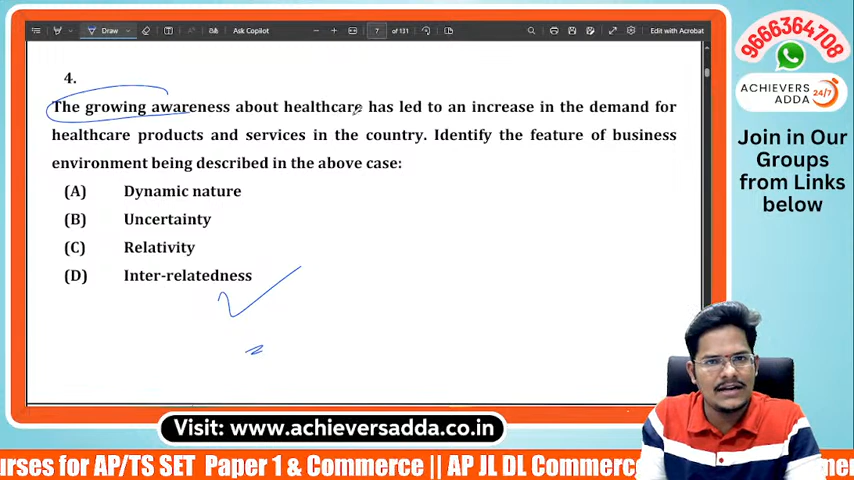 Draw
Ask Copilot
7
of 131
Edit with Acrobat
4.
The growing awareness about healthcare has led to an increase in the demand for
healthcare products and services in the country. Identify the feature of business
environment being described in the above case:
(A) Dynamic nature
(B) Uncertainty
(C) Relativity
(D) Inter-relatedness
9666364708
ACHIEVERS
ADDA
24/7
Join in Our
Groups
from Links
below
Visit: www.achieversadda.co.in
urses for AP/TS SET Paper 1 & Commerce || AP JL DL Commerc